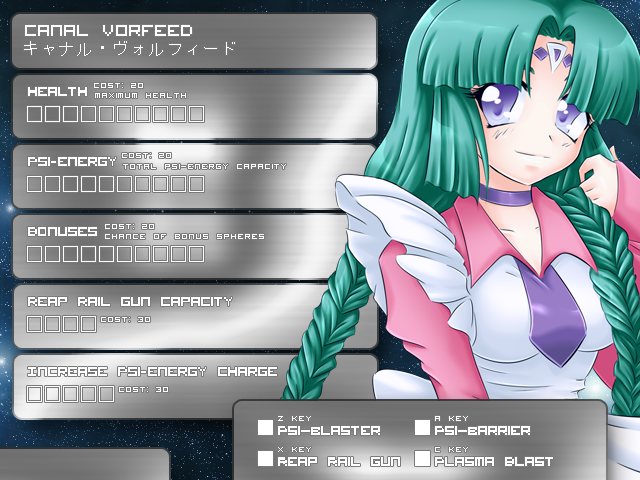 CANAL VORFEED
キャナル・ヴォルフィード
HEALTH COST: 20
MAXIMUM HEALTH
PSI-ENERGY COST: 20
TOTAL PSI-ENERGY CAPACITY
BONUSES COST: 20
CHANCE OF BONUS SPHERES
REAP RAIL GUN CAPACITY
COST: 30
INCREASE PSI-ENERGY CHARGE
COST: 30
Z KEY
PSI-BLASTER
A KEY
PSI-BARRIER
X KEY
REAP RAIL GUN
C KEY
PLASMA BLAST